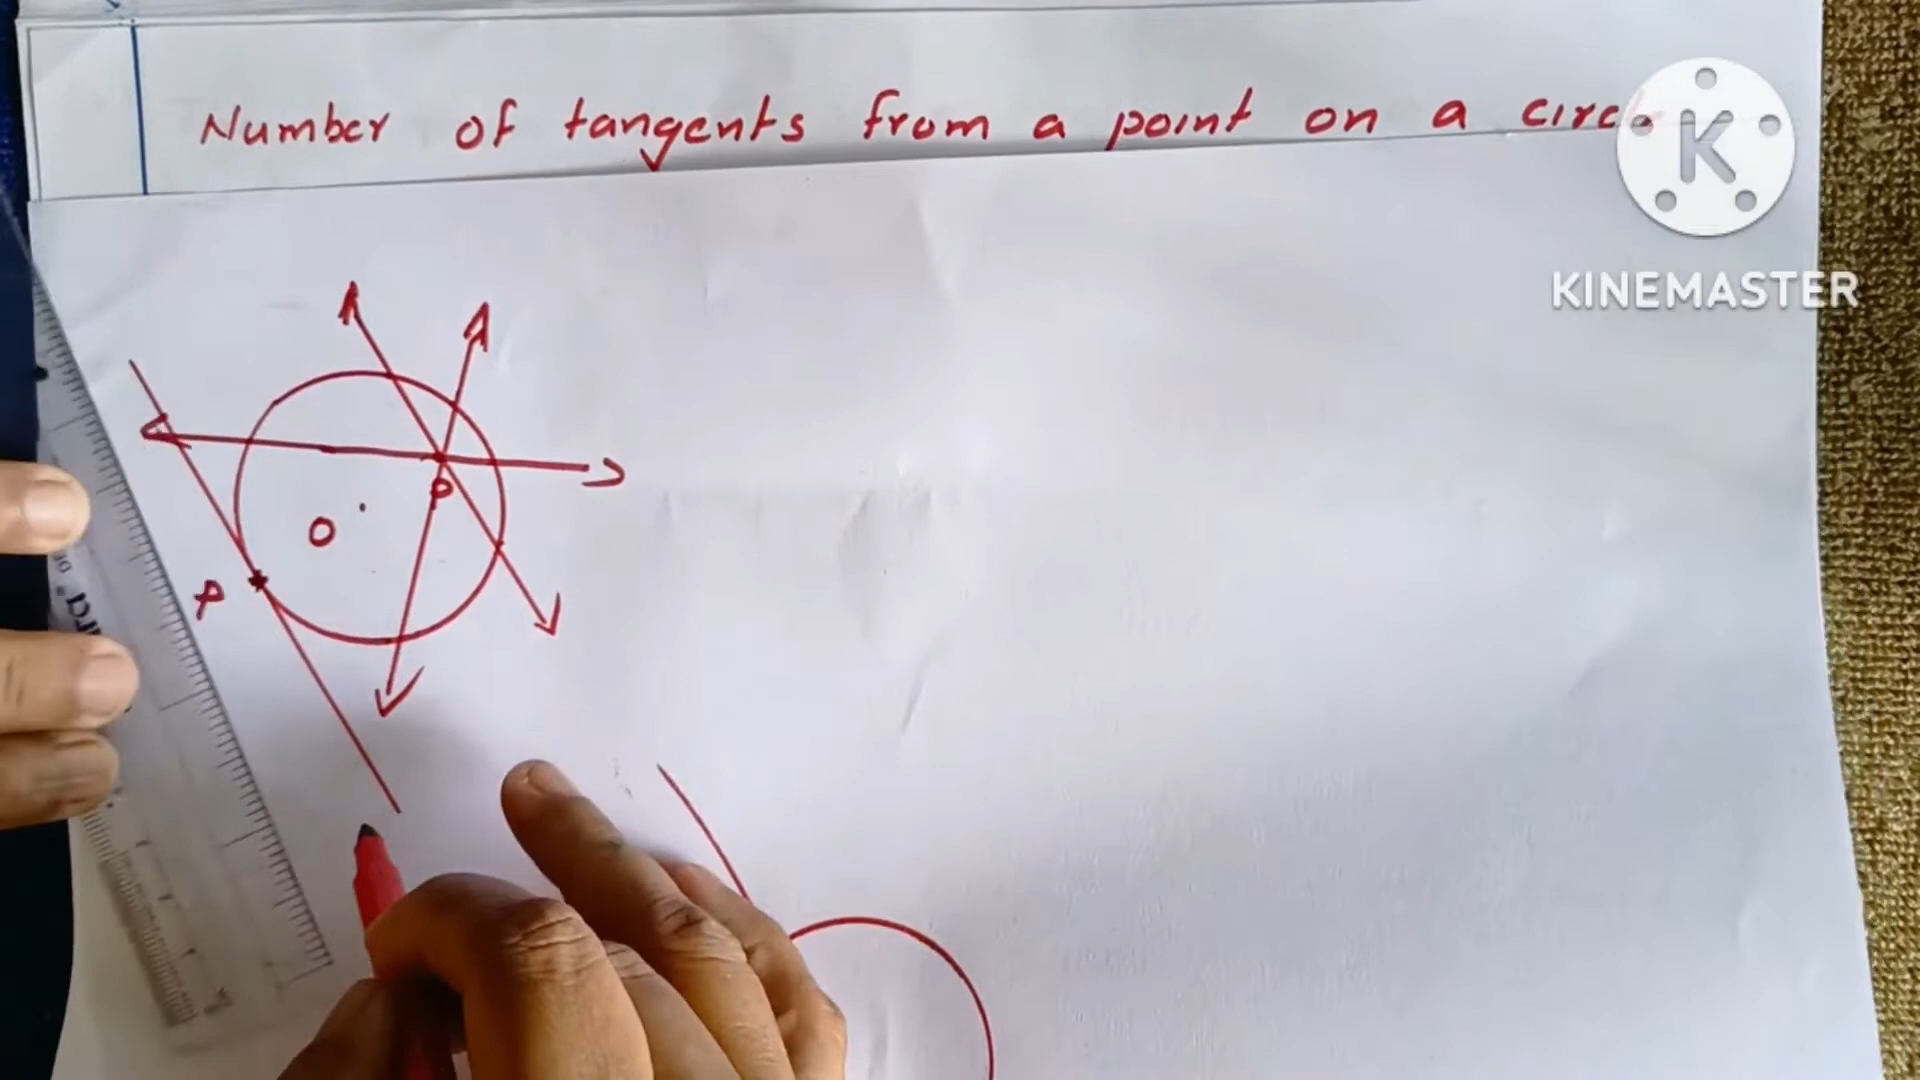 Number of tangents from a point on a circle
K
KINEMASTER
P
O
P